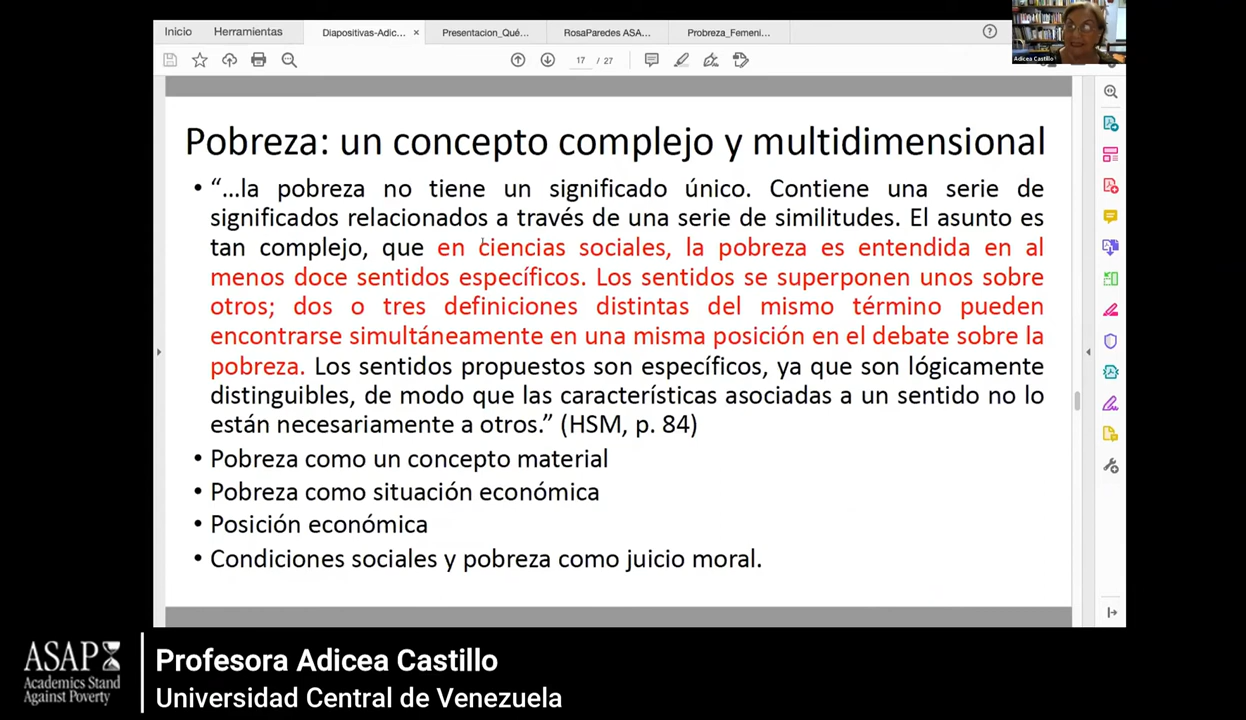 Inicio Herramientas Diapositivas-Adic... × Presentacion_Qué... RosaParedes ASA... Probreza_Femeni...
17 / 27
Adicea Castillo
Pobreza: un concepto complejo y multidimensional
• “...la pobreza no tiene un significado único. Contiene una serie de
significados relacionados a través de una serie de similitudes. El asunto es
tan complejo, que en ciencias sociales, la pobreza es entendida en al
menos doce sentidos específicos. Los sentidos se superponen unos sobre
otros; dos o tres definiciones distintas del mismo término pueden
encontrarse simultáneamente en una misma posición en el debate sobre la
pobreza. Los sentidos propuestos son específicos, ya que son lógicamente
distinguibles, de modo que las características asociadas a un sentido no lo
están necesariamente a otros.” (HSM, p. 84)
• Pobreza como un concepto material
• Pobreza como situación económica
• Posición económica
• Condiciones sociales y pobreza como juicio moral.
ASAP
Academics Stand
Against Poverty
Profesora Adicea Castillo
Universidad Central de Venezuela